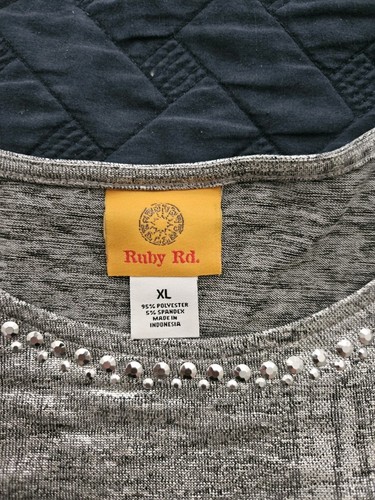 Ruby Rd.
XL
95% POLYESTER
5% SPANDEX
MADE IN
INDONESIA